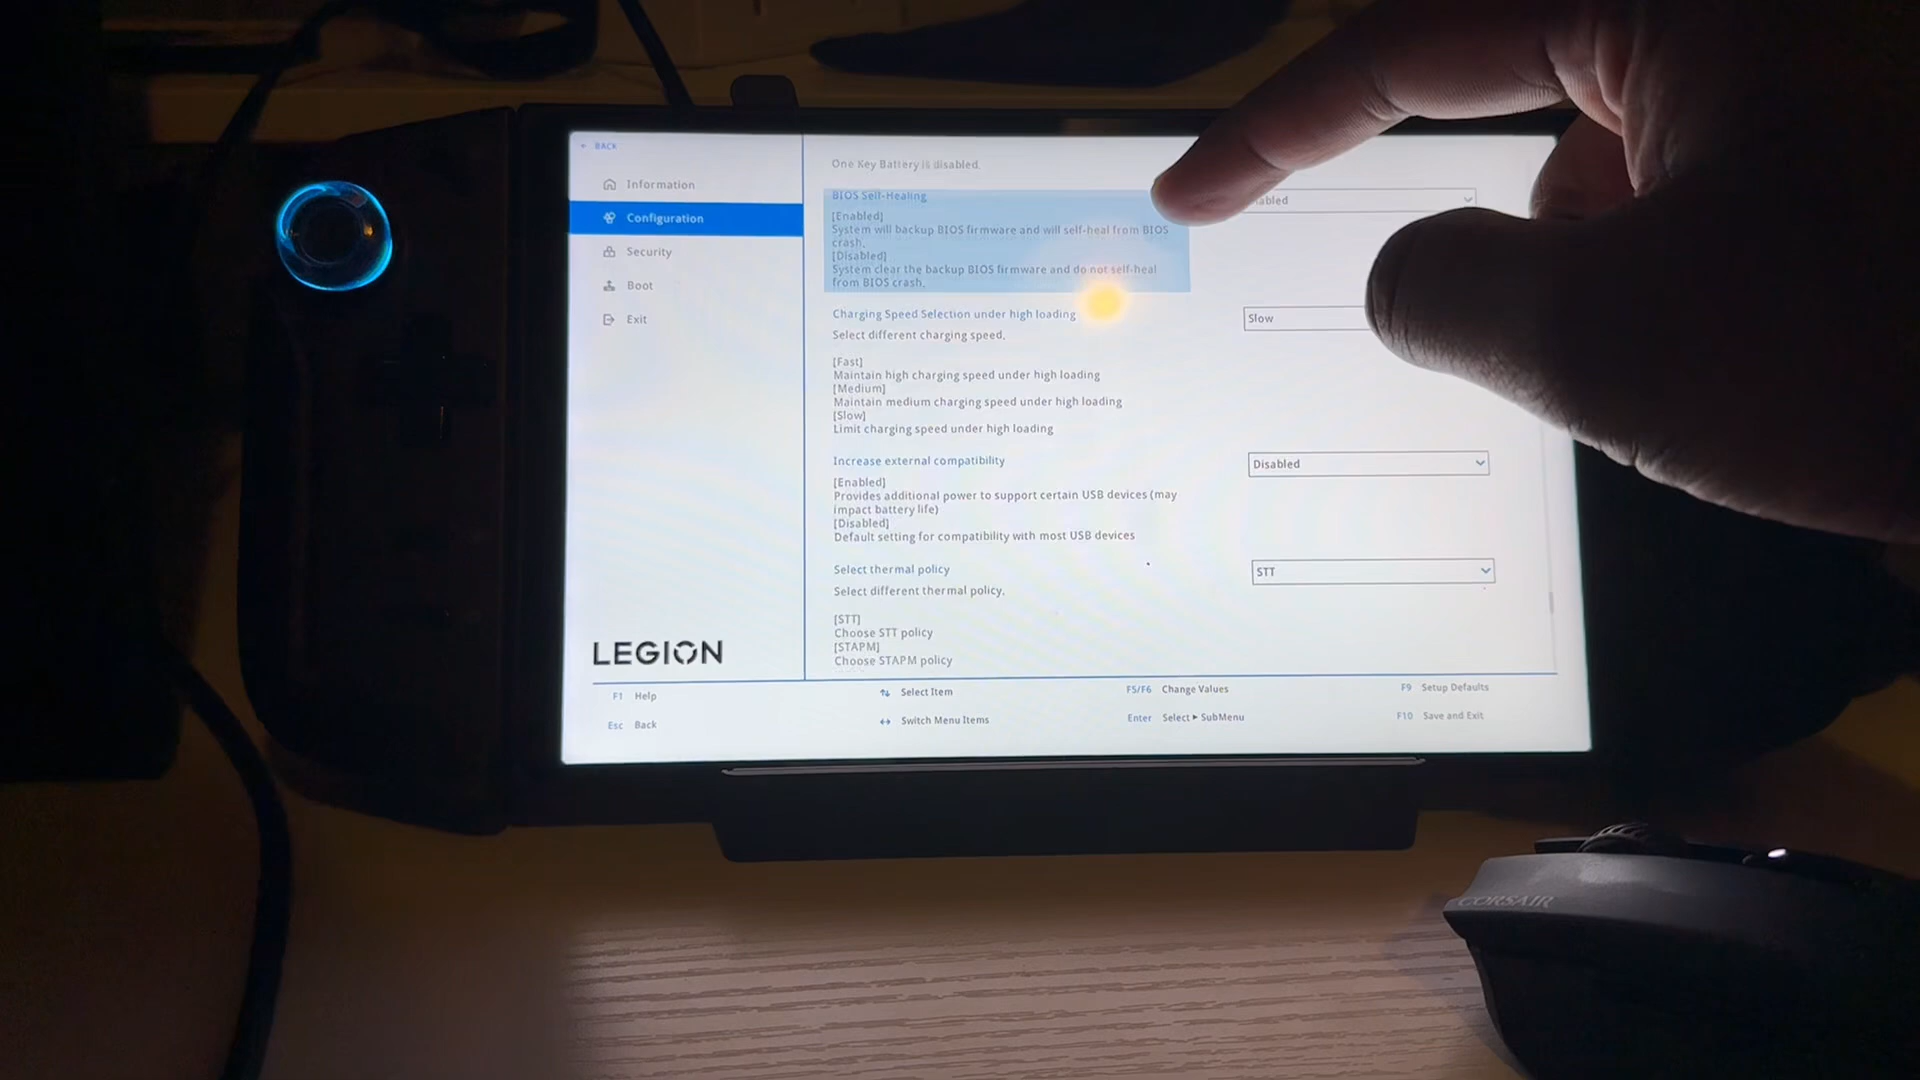 BACK
Information
Configuration
Security
Boot
Exit
LEGION
One Key Battery is disabled.
BIOS Self-Healing
[Enabled]
System will backup BIOS firmware and will self-heal from BIOS
crash.
[Disabled]
System clear the backup BIOS firmware and do not self-heal
from BIOS crash.
Charging Speed Selection under high loading
Slow
Select different charging speed.
[Fast]
Maintain high charging speed under high loading
[Medium]
Maintain medium charging speed under high loading
[Slow]
Limit charging speed under high loading
Increase external compatibility
Disabled
[Enabled]
Provides additional power to support certain USB devices (may
impact battery life)
[Disabled]
Default setting for compatibility with most USB devices
Select thermal policy
STT
Select different thermal policy.
[STT]
Choose STT policy
[STAPM]
Choose STAPM policy
F1 Help
Select Item
F5/F6 Change Values
F9 Setup Defaults
Esc Back
Switch Menu Items
Enter Select ▸ SubMenu
F10 Save and Exit
CORSAIR